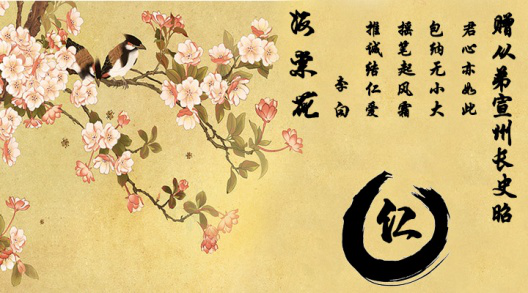 赠从弟宣州长史昭
君心亦如此
包纳无小大
摇笔起风霜
推诚结仁爱
李白
海棠花
仁